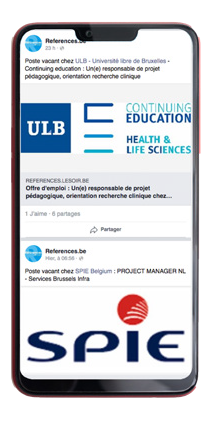 References.be
23 h
Poste vacant chez ULB - Université libre de Bruxelles -
Continuing education : Un(e) responsable de projet
pédagogique, orientation recherche clinique
ULB
CONTINUING
EDUCATION
HEALTH &
LIFE SCIENCES
REFERENCES.LESOIR.BE
Offre d'emploi : Un(e) responsable de projet
pédagogique, orientation recherche clinique chez...
1 J'aime · 6 partages
Partager
References.be
Hier, à 06:58
Poste vacant chez SPIE Belgium : PROJECT MANAGER NL
- Services Brussels Infra
SPIE